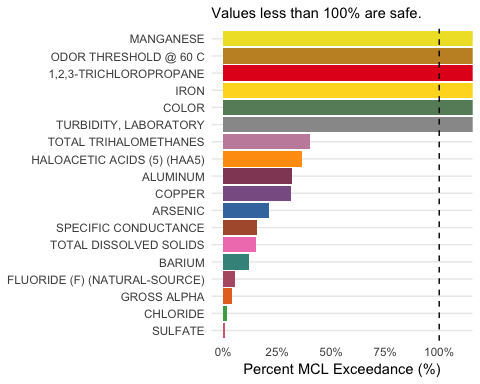 Values less than 100% are safe.
MANGANESE
ODOR THRESHOLD @ 60 C
1,2,3-TRICHLOROPROPANE
IRON
COLOR
TURBIDITY, LABORATORY
TOTAL TRIHALOMETHANES
HALOACETIC ACIDS (5) (HAA5)
ALUMINUM
COPPER
ARSENIC
SPECIFIC CONDUCTANCE
TOTAL DISSOLVED SOLIDS
BARIUM
FLUORIDE (F) (NATURAL-SOURCE)
GROSS ALPHA
CHLORIDE
SULFATE
0% 25% 50% 75% 100%
Percent MCL Exceedance (%)